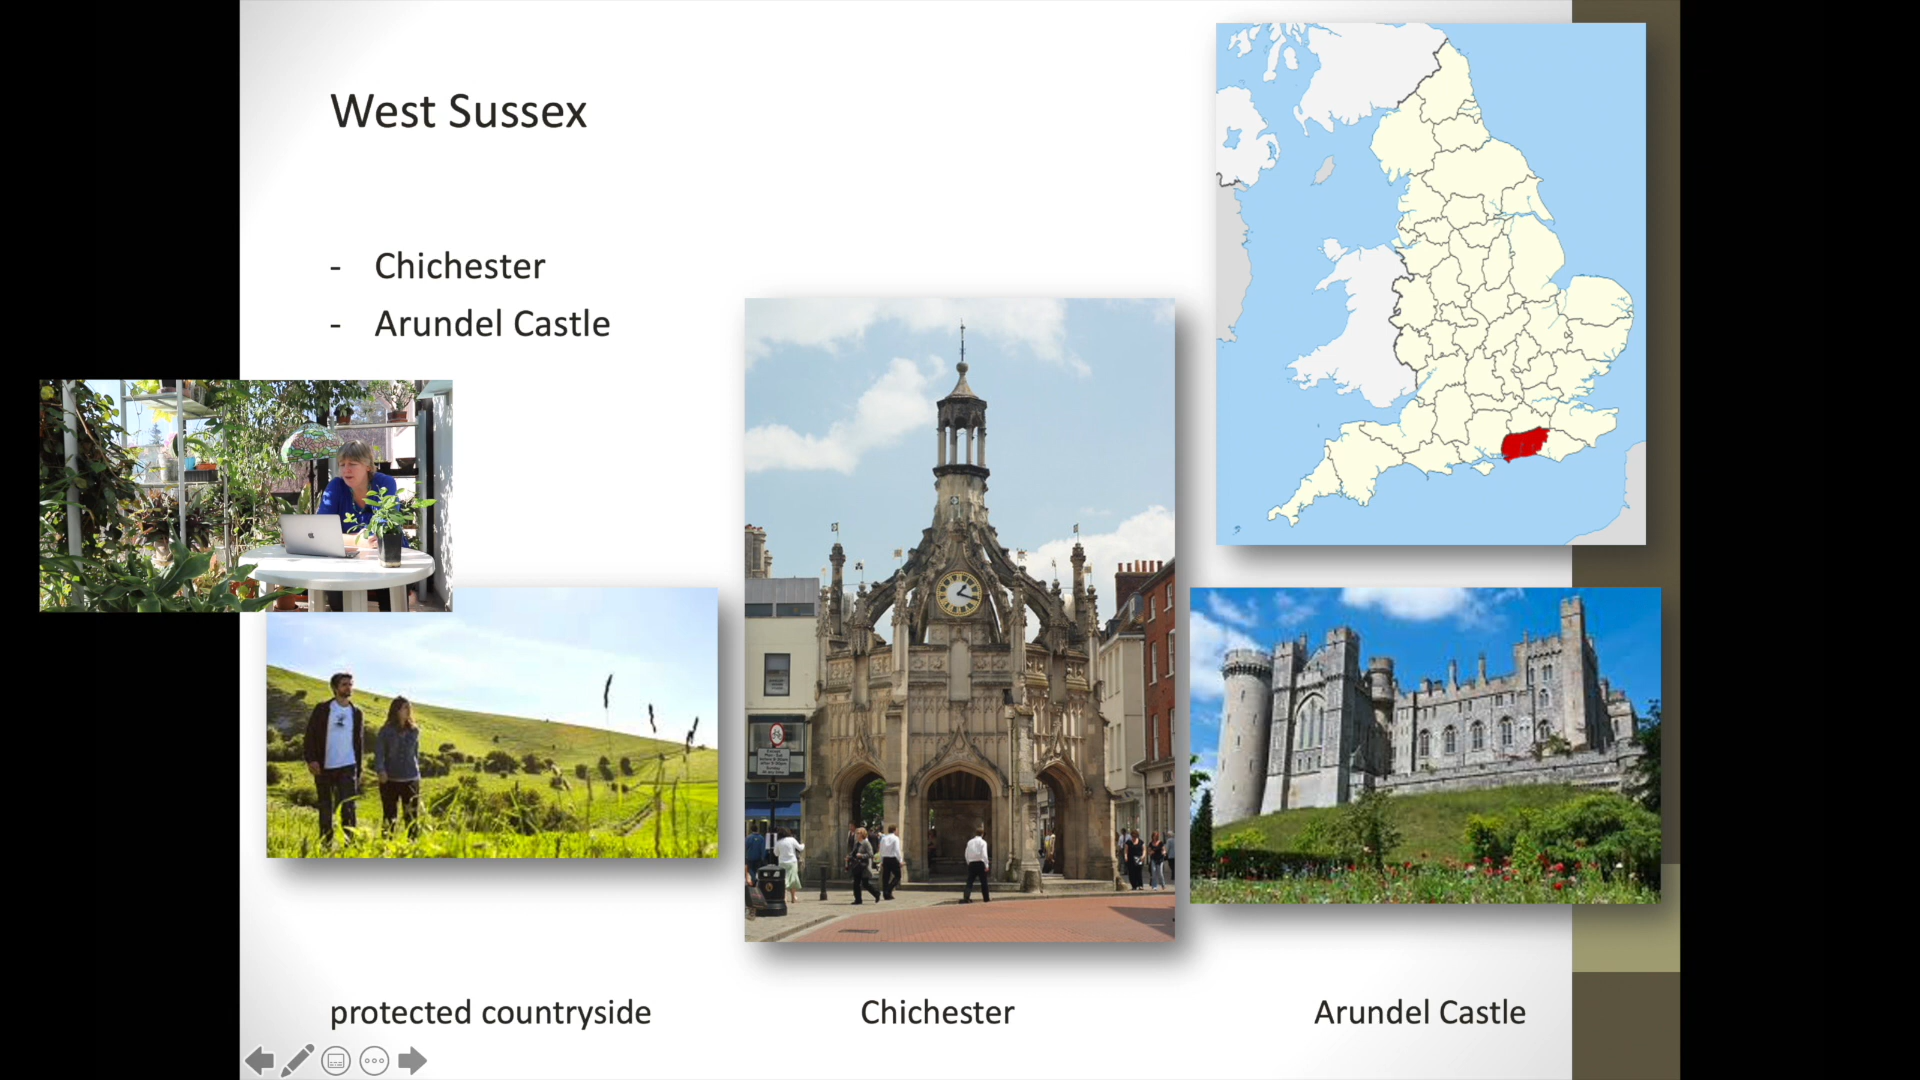 West Sussex
- Chichester
- Arundel Castle
protected countryside
Chichester
Arundel Castle